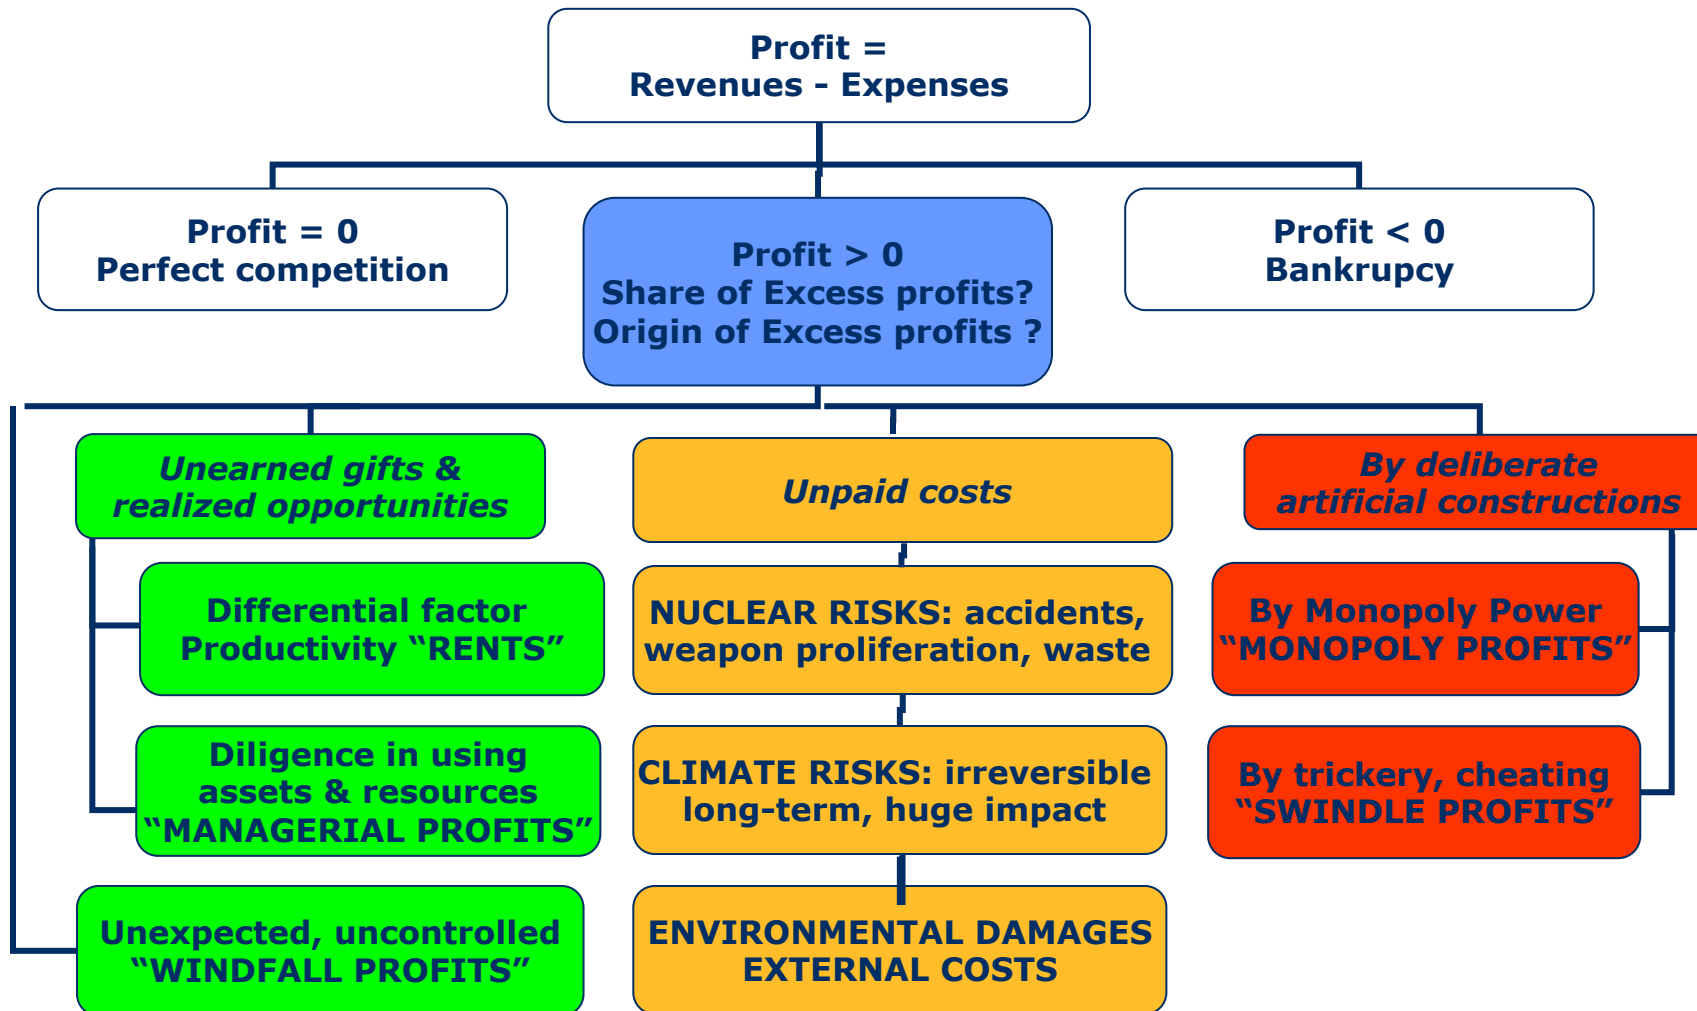 Profit =
Revenues - Expenses
Profit = 0
Perfect competition
Profit > 0
Share of Excess profits?
Origin of Excess profits ?
Profit < 0
Bankrupcy
Unearned gifts &
realized opportunities
Unpaid costs
By deliberate
artificial constructions
Differential factor
Productivity “RENTS”
NUCLEAR RISKS: accidents,
weapon proliferation, waste
By Monopoly Power
“MONOPOLY PROFITS”
Diligence in using
assets & resources
“MANAGERIAL PROFITS”
CLIMATE RISKS: irreversible
long-term, huge impact
By trickery, cheating
“SWINDLE PROFITS”
Unexpected, uncontrolled
“WINDFALL PROFITS”
ENVIRONMENTAL DAMAGES
EXTERNAL COSTS